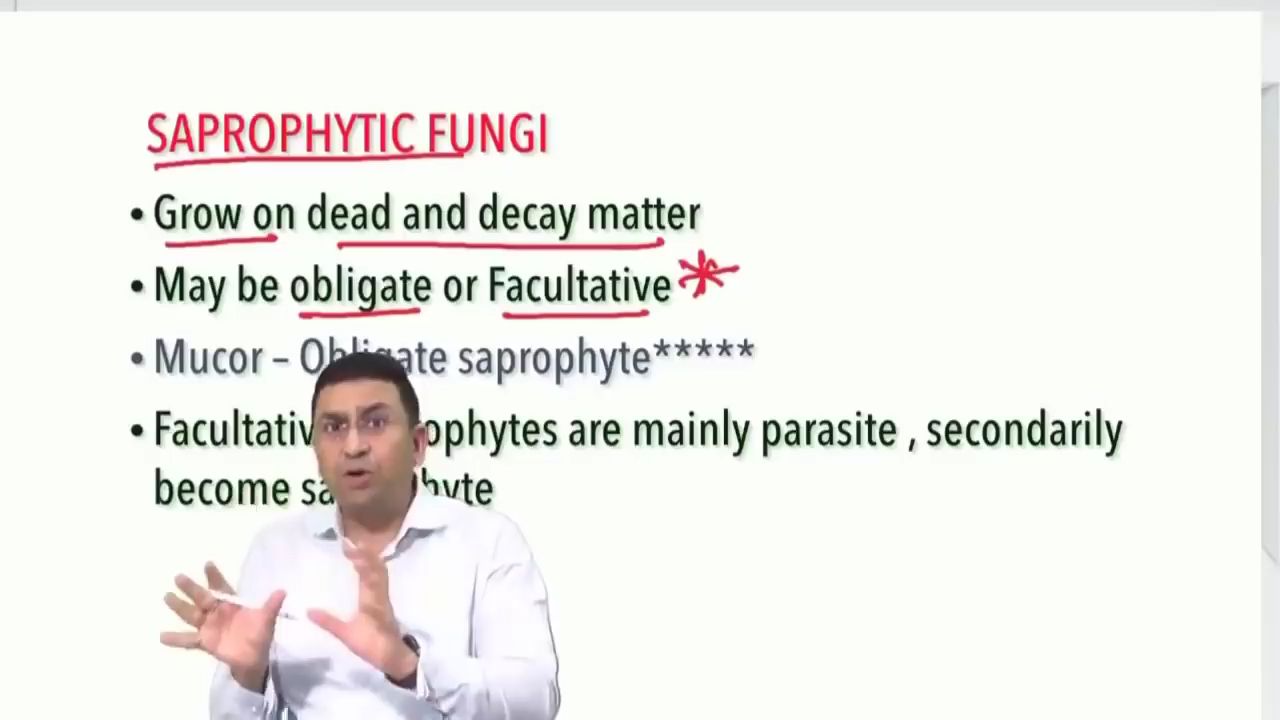 SAPROPHYTIC FUNGI
• Grow on dead and decay matter
• May be obligate or Facultative *
• Mucor – Obligate saprophyte*****
• are mainly parasite , secondarily
become